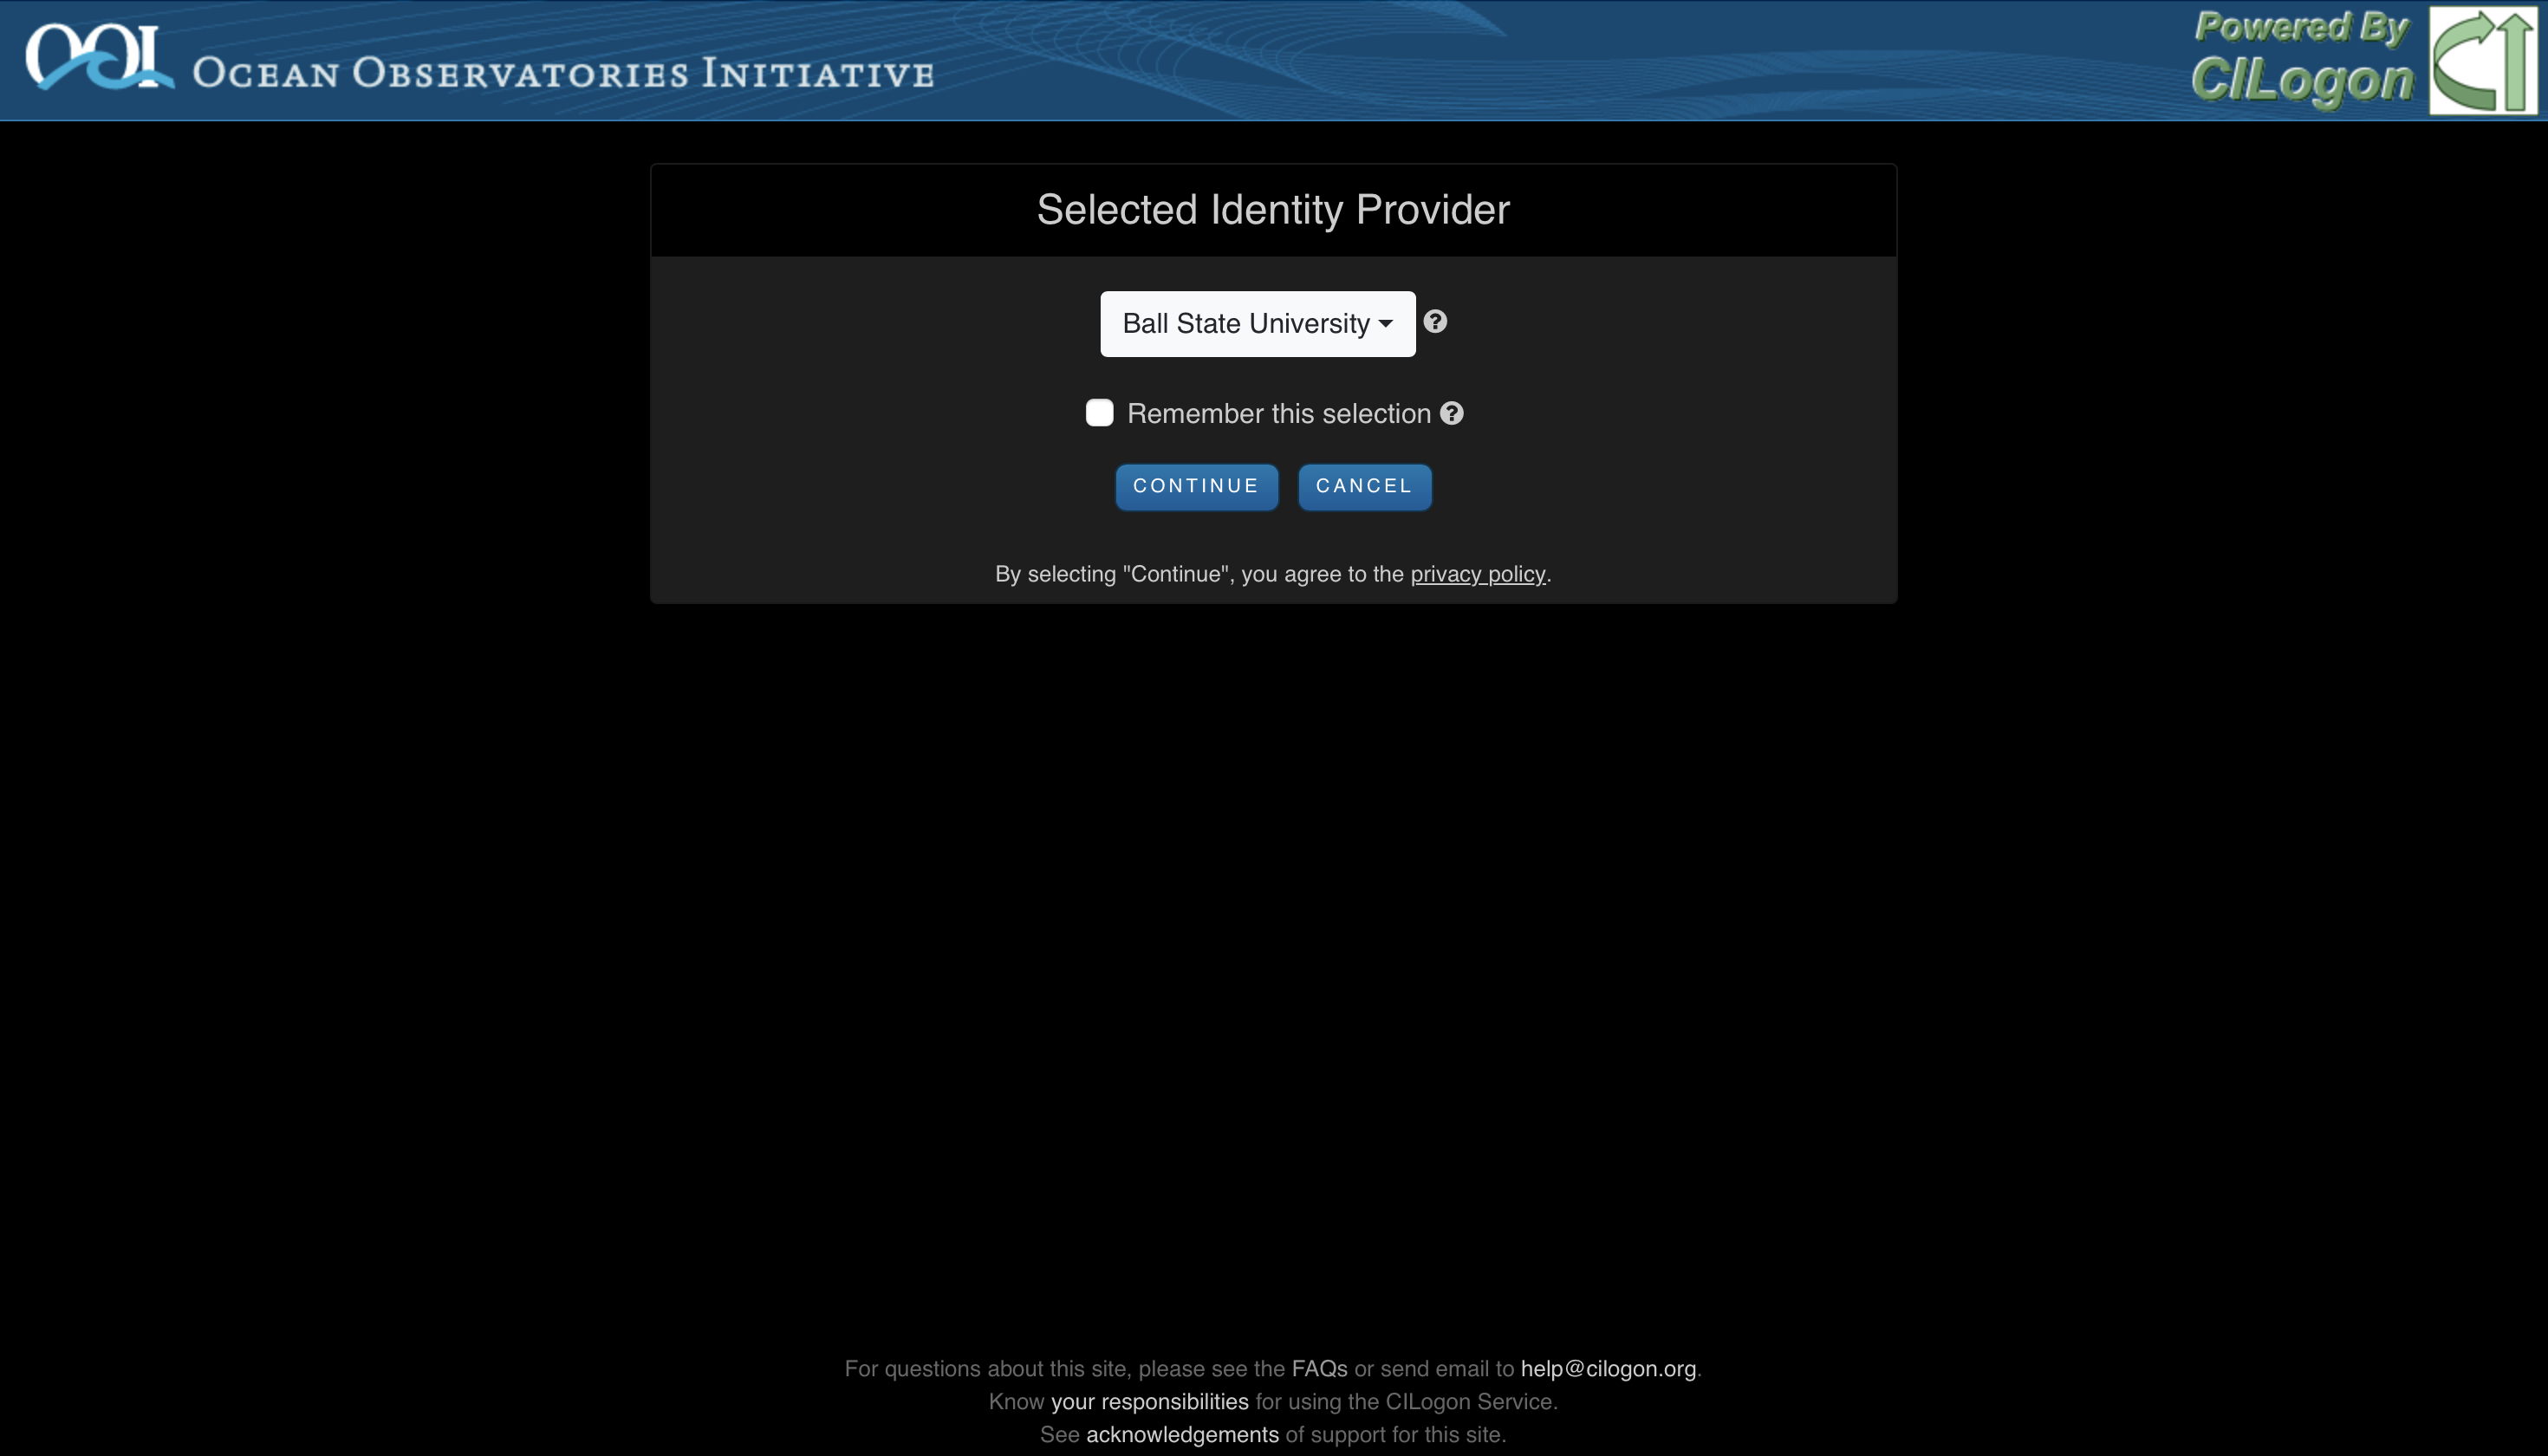 OOI OCEAN OBSERVATORIES INITIATIVE
Powered By
CILogon
CI
Selected Identity Provider
Ball State University
Remember this selection
CONTINUE CANCEL
By selecting "Continue", you agree to the privacy policy.
For questions about this site, please see the FAQs or send email to help@cilogon.org.
Know your responsibilities for using the CILogon Service.
See acknowledgements of support for this site.